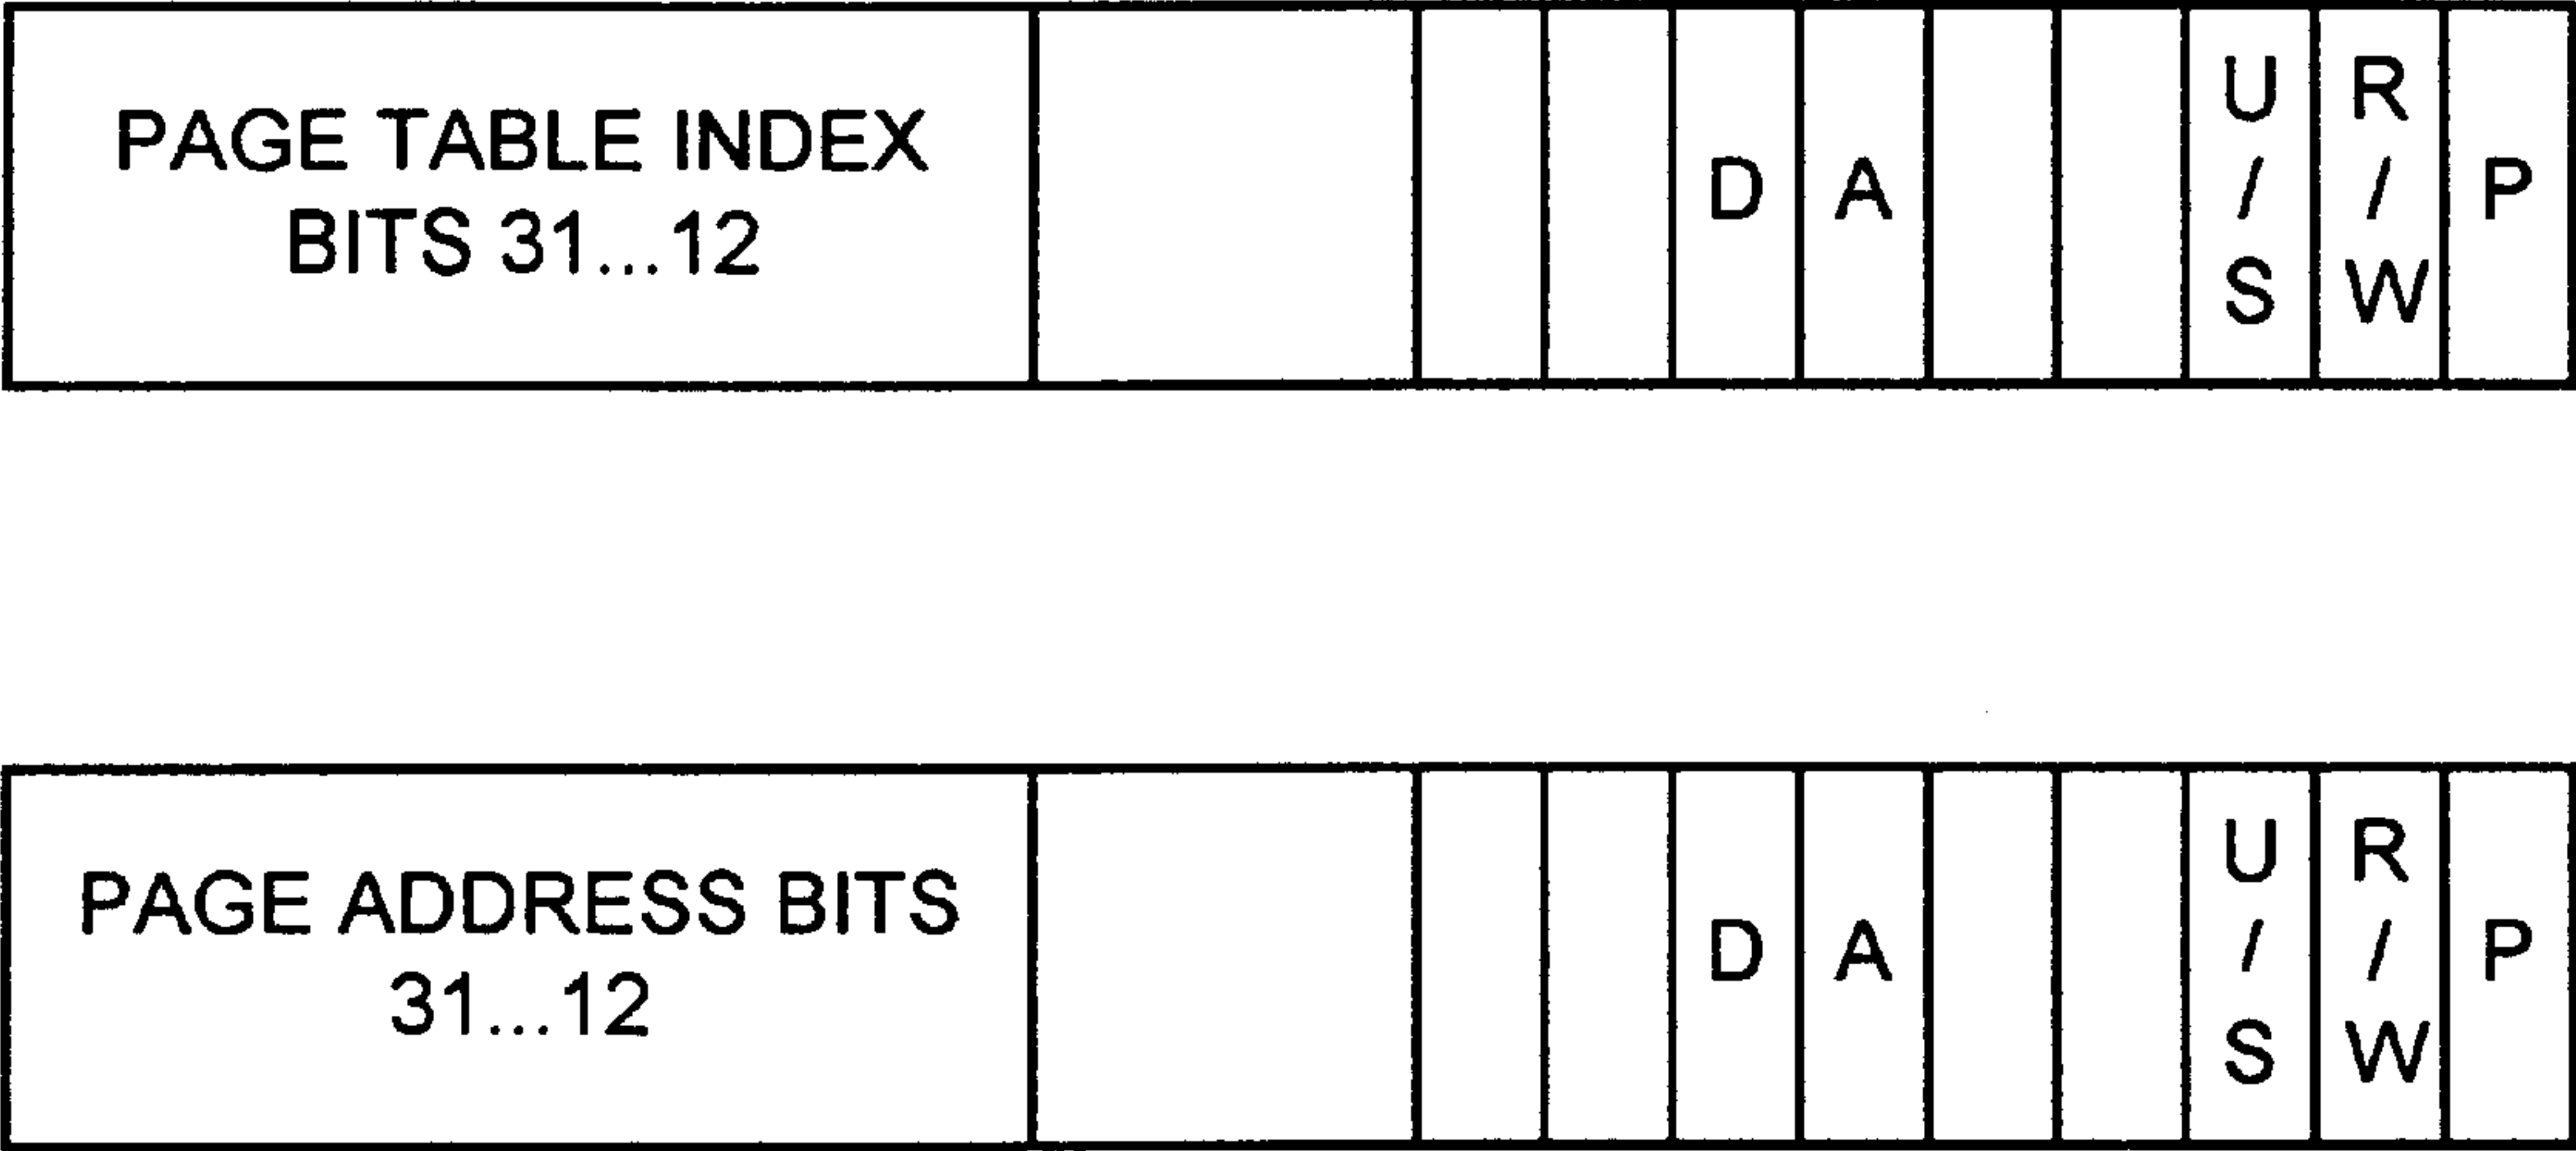 PAGE TABLE INDEX
BITS 31...12
D
A
U
/
S
R
/
W
P
PAGE ADDRESS BITS
31...12
D
A
U
/
S
R
/
W
P